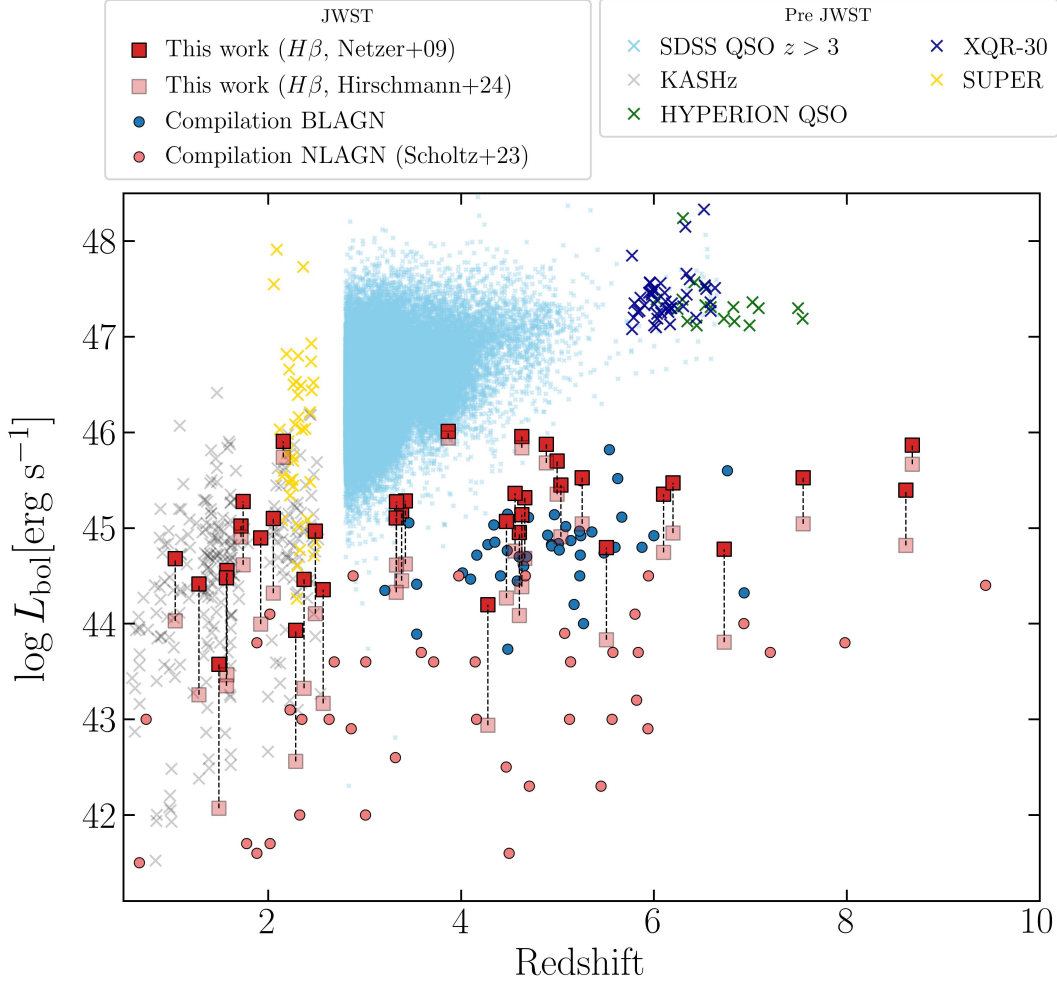 JWST
This work (Hβ, Netzer+09)
This work (Hβ, Hirschmann+24)
Compilation BLAGN
Compilation NLAGN (Scholtz+23)
Pre JWST
SDSS QSO z > 3
KASHz
HYPERION QSO
XQR-30
SUPER
log L_bol[erg s⁻¹]
48
47
46
45
44
43
42
2 4 6 8 10
Redshift